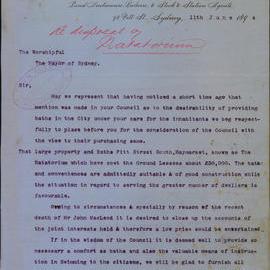 Land Auctioneers, Valuers, & Stock & Station Agents
98 Pitt St., Sydney, 11th June 189
Re disposal of
Natatorium
The Worshipful
The Mayor of Sydney.
Sir,
May we represent that having noticed a short time ago that
mention was made in your Council as to the desirability of providing
baths in the City under your care for the inhabitants we beg respect-
fully to place before you for the consideration of the Council with
the view to their purchasing same.
That large property and Baths Pitt Street South, Haymarket, known as The
Natatorium which have cost the Ground Lessees about £30,000. The baths
and conveniences are admittedly suitable & of good construction while
the situation in regard to serving the greater number of dwellers is
favourable.
Owing to circumstances & specially by reason of the recent
death of Mr John MacLeod it is desired to close up the accounts of
the joint interests held & therefore a low price would be entertained.
If in the wisdom of the Council it is deemed well to provide so
necessary a comfort as baths and also the valuable means of instruc-
tion in Swimming to the citizens, we will be glad to furnish all